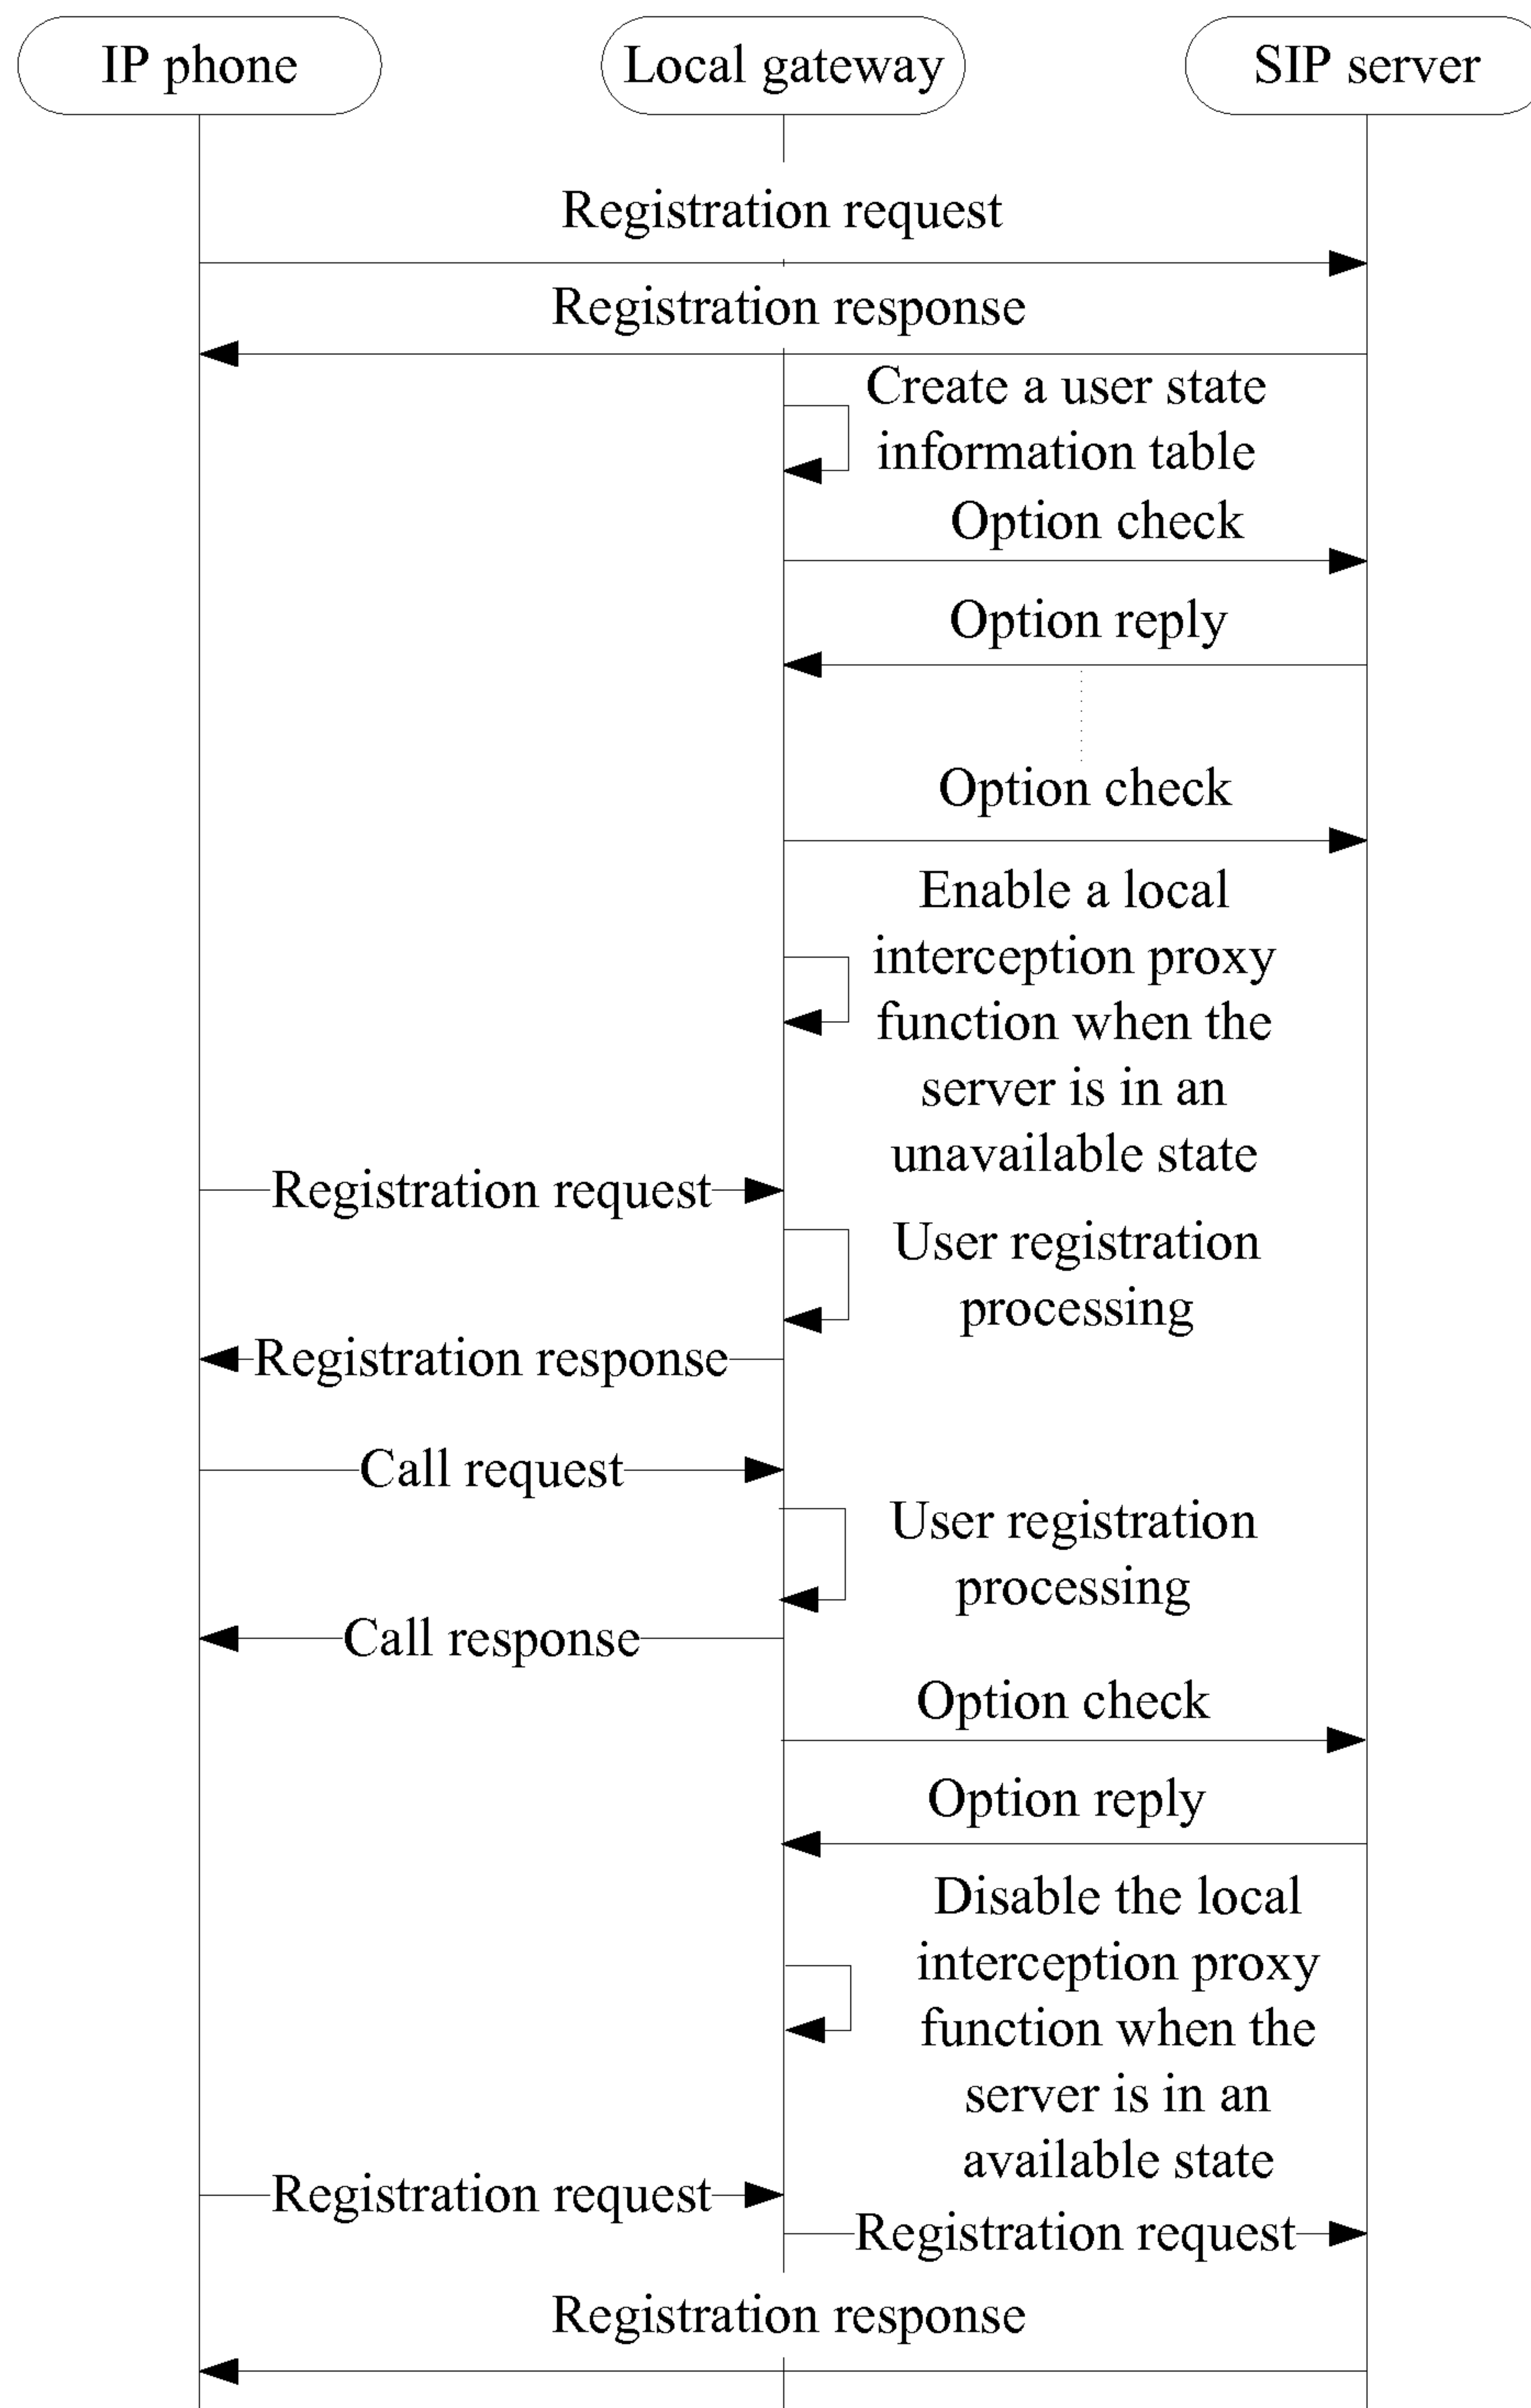 IP phone
Local gateway
SIP server
Registration request
Registration response
Create a user state
information table
Option check
Option reply
Option check
Enable a local
interception proxy
function when the
server is in an
unavailable state
Registration request
User registration
processing
Registration response
Call request
User registration
processing
Call response
Option check
Option reply
Disable the local
interception proxy
function when the
server is in an
available state
Registration request
Registration request
Registration response